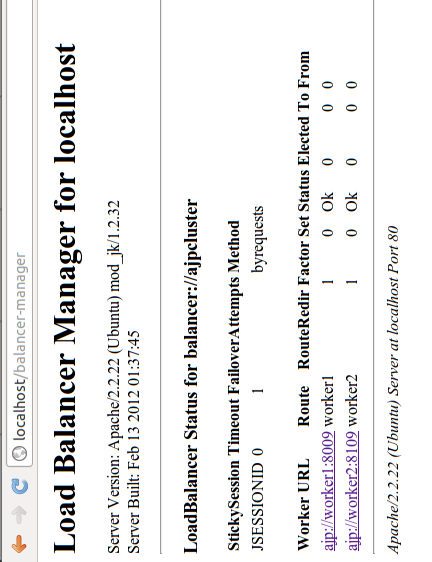 localhost/balancer-manager
Load Balancer Manager for localhost
Server Version: Apache/2.2.22 (Ubuntu) mod_jk/1.2.32
Server Built: Feb 13 2012 01:37:45
LoadBalancer Status for balancer://ajpcluster
StickySession Timeout FailoverAttempts Method
JSESSIONID 0 1 byrequests
Worker URL Route RouteRedir Factor Set Status Elected To From
ajp://worker1:8009 worker1 1 0 Ok 0 0 0
ajp://worker2:8109 worker2 1 0 Ok 0 0 0
Apache/2.2.22 (Ubuntu) Server at localhost Port 80